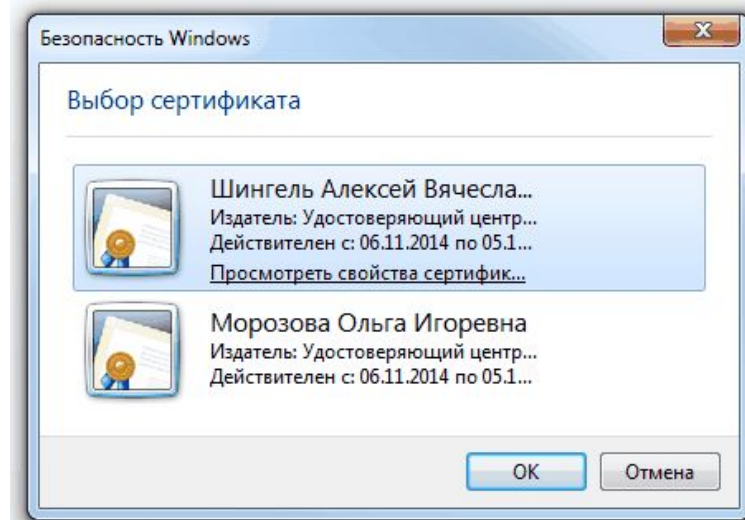 Безопасность Windows
Выбор сертификата
Шингель Алексей Вячесла...
Издатель: Удостоверяющий центр...
Действителен с: 06.11.2014 по 05.1...
Просмотреть свойства сертифик...
Морозова Ольга Игоревна
Издатель: Удостоверяющий центр...
Действителен с: 06.11.2014 по 05.1...
ОК Отмена